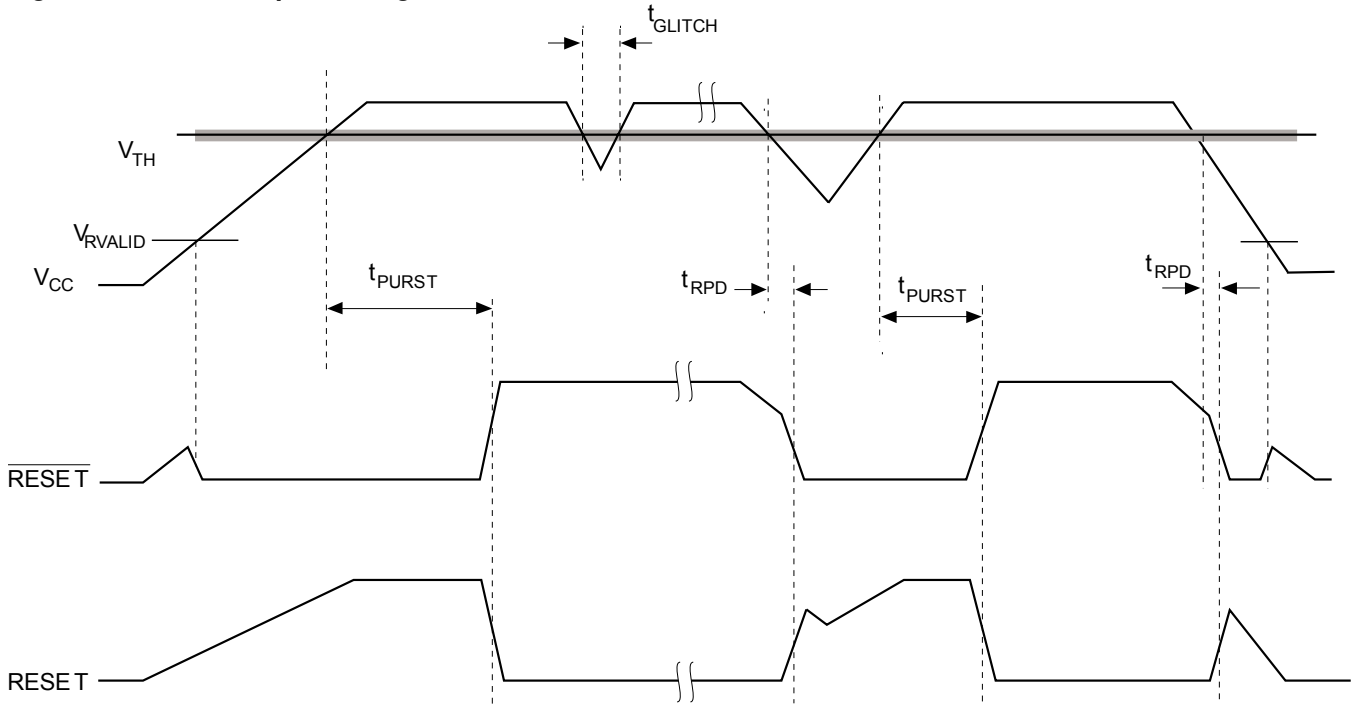 tGLITCH
VTH
VRVALID
VCC
tPURST
tRPD
tPURST
tRPD
RESET
RESET